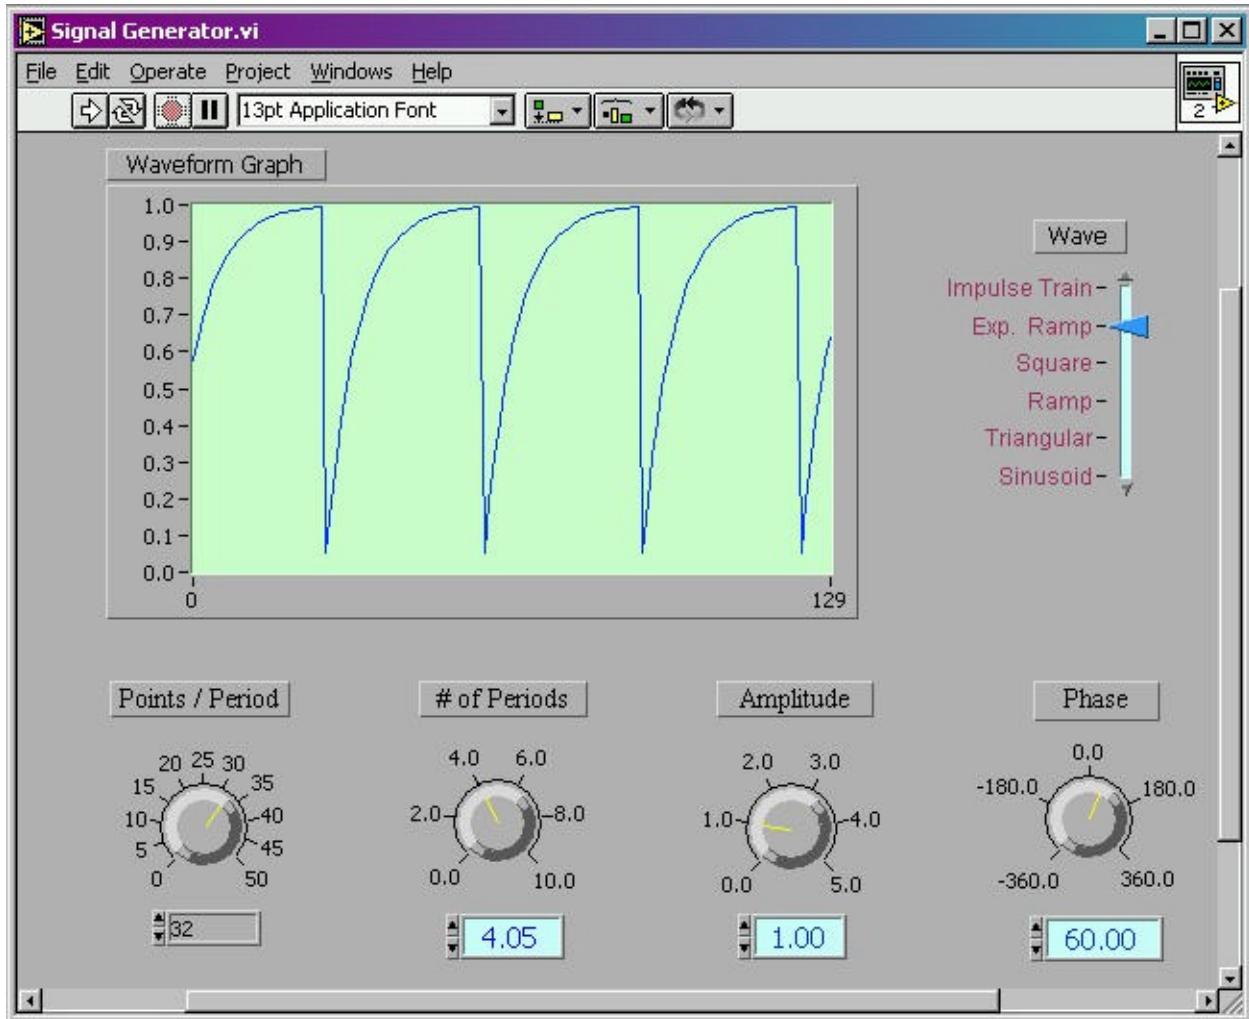 Signal Generator.vi
File Edit Operate Project Windows Help
13pt Application Font
2
Waveform Graph
1.0
0.9
0.8
0.7
0.6
0.5
0.4
0.3
0.2
0.1
0.0
0 129
Wave
Impulse Train
Exp. Ramp
Square
Ramp
Triangular
Sinusoid
Points / Period
0 5 10 15 20 25 30 35 40 45 50
32
# of Periods
0.0 2.0 4.0 6.0 8.0 10.0
4.05
Amplitude
0.0 1.0 2.0 3.0 4.0 5.0
1.00
Phase
-360.0 -180.0 0.0 180.0 360.0
60.00